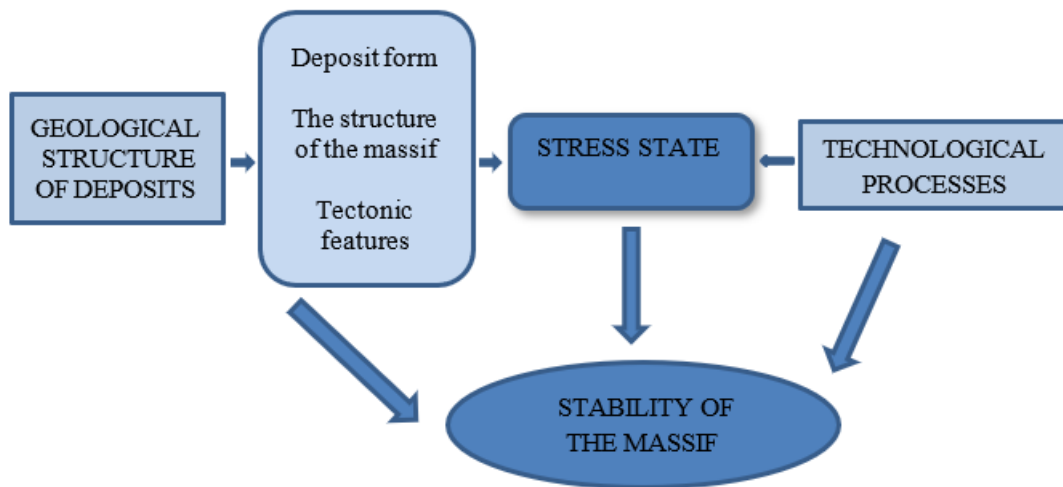 GEOLOGICAL
STRUCTURE
OF DEPOSITS
Deposit form
The structure
of the massif
Tectonic
features
STRESS STATE
TECHNOLOGICAL
PROCESSES
STABILITY OF
THE MASSIF